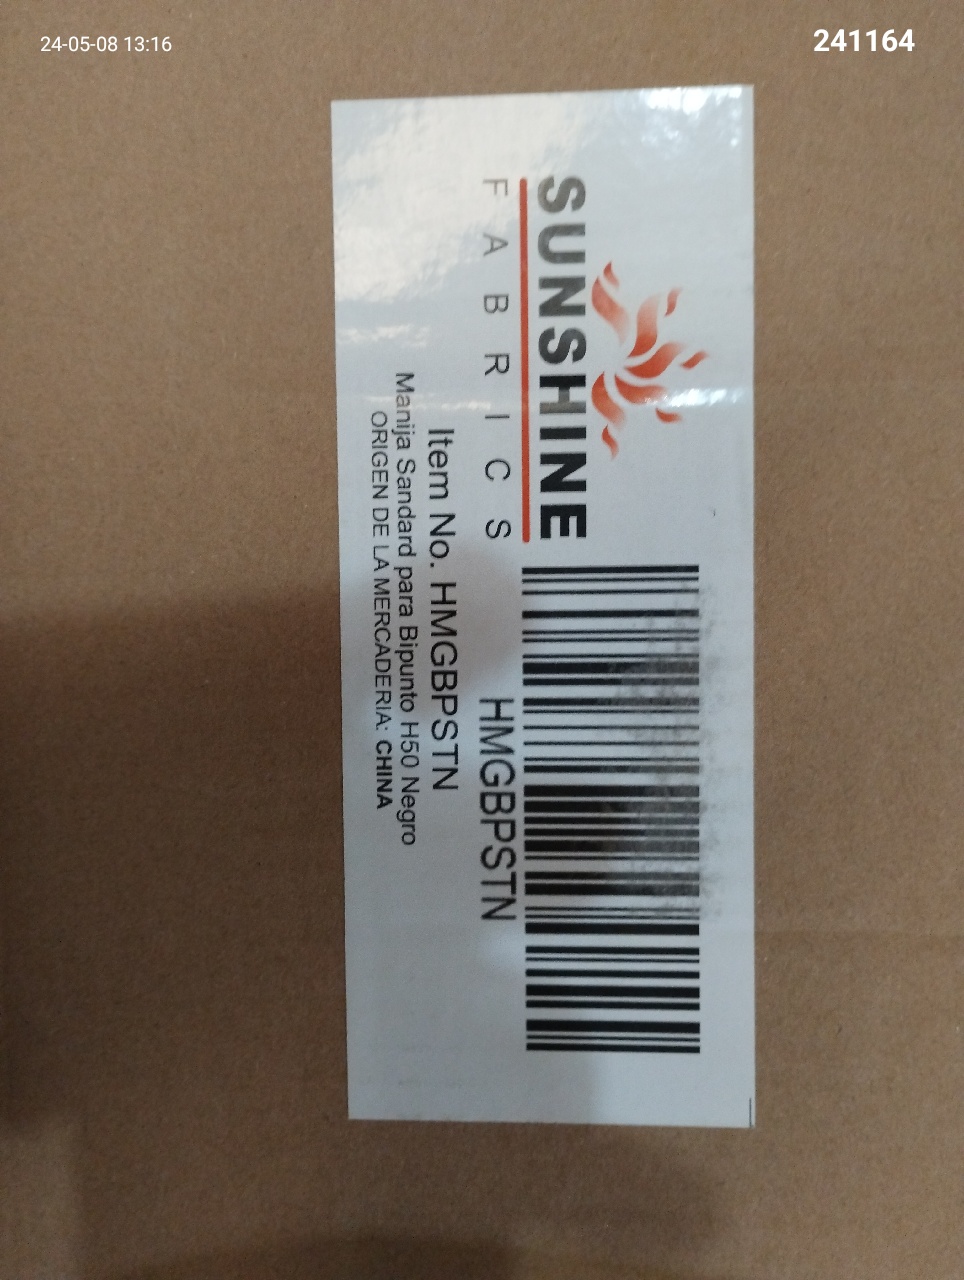 24-05-08 13:16
241164
SUNSHINE
FABRICS
HMGBPSTN
Item No. HMGBPSTN
Manija Sandard para Bipunto H50 Negro
ORIGEN DE LA MERCADERIA: CHINA